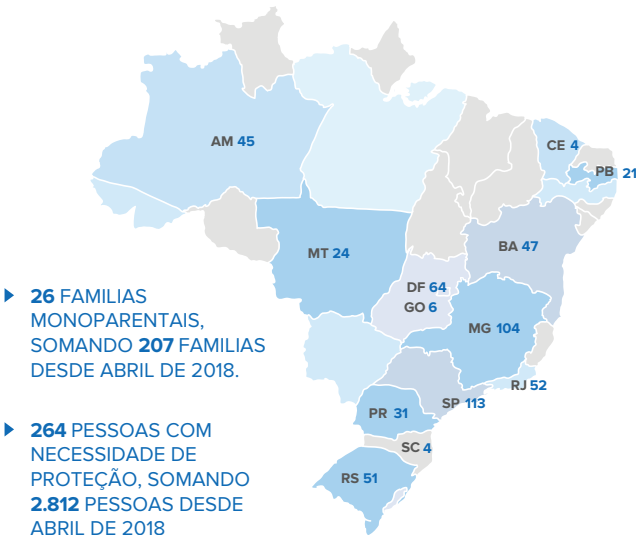 AM 45
CE 4
PB 21
MT 24
BA 47
DF 64
GO 6
MG 104
RJ 52
SP 113
PR 31
SC 4
RS 51
26 FAMILIAS
MONOPARENTAIS,
SOMANDO 207 FAMILIAS
DESDE ABRIL DE 2018.
264 PESSOAS COM
NECESSIDADE DE
PROTEÇÃO, SOMANDO
2.812 PESSOAS DESDE
ABRIL DE 2018